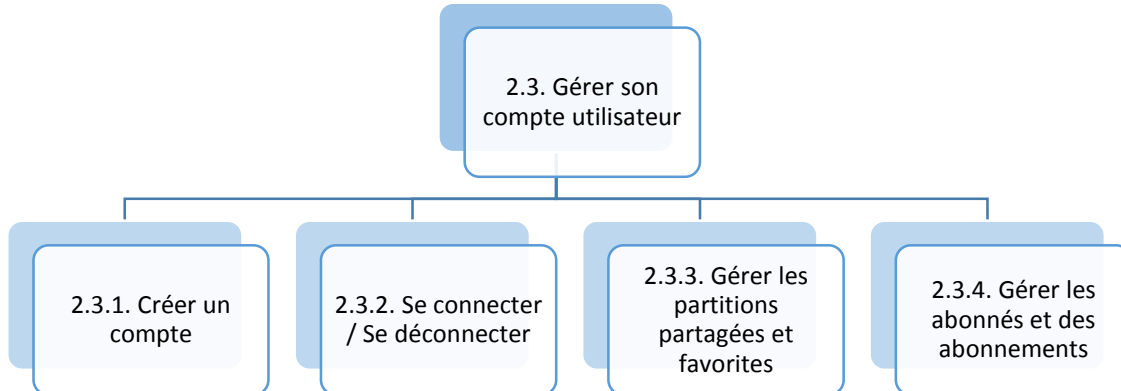 2.3. Gérer son
compte utilisateur
2.3.1. Créer un
compte
2.3.2. Se connecter
/ Se déconnecter
2.3.3. Gérer les
partitions
partagées et
favorites
2.3.4. Gérer les
abonnés et des
abonnements